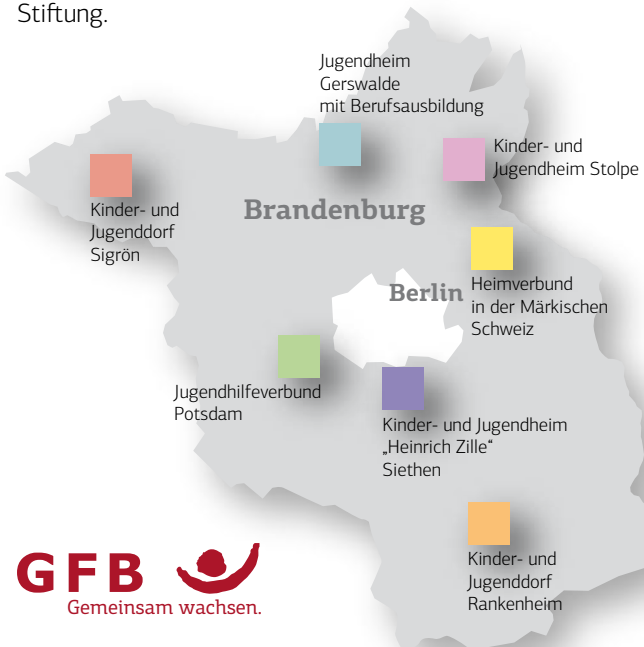 Stiftung.
Jugendheim
Gerswalde
mit Berufsausbildung
Kinder- und
Jugendheim Stolpe
Kinder- und
Jugenddorf
Sigrön
Brandenburg
Berlin
Heimverbund
in der Märkischen
Schweiz
Jugendhilfeverbund
Potsdam
Kinder- und Jugendheim
„Heinrich Zille“
Siethen
Kinder- und
Jugenddorf
Rankenheim
GFB
Gemeinsam wachsen.